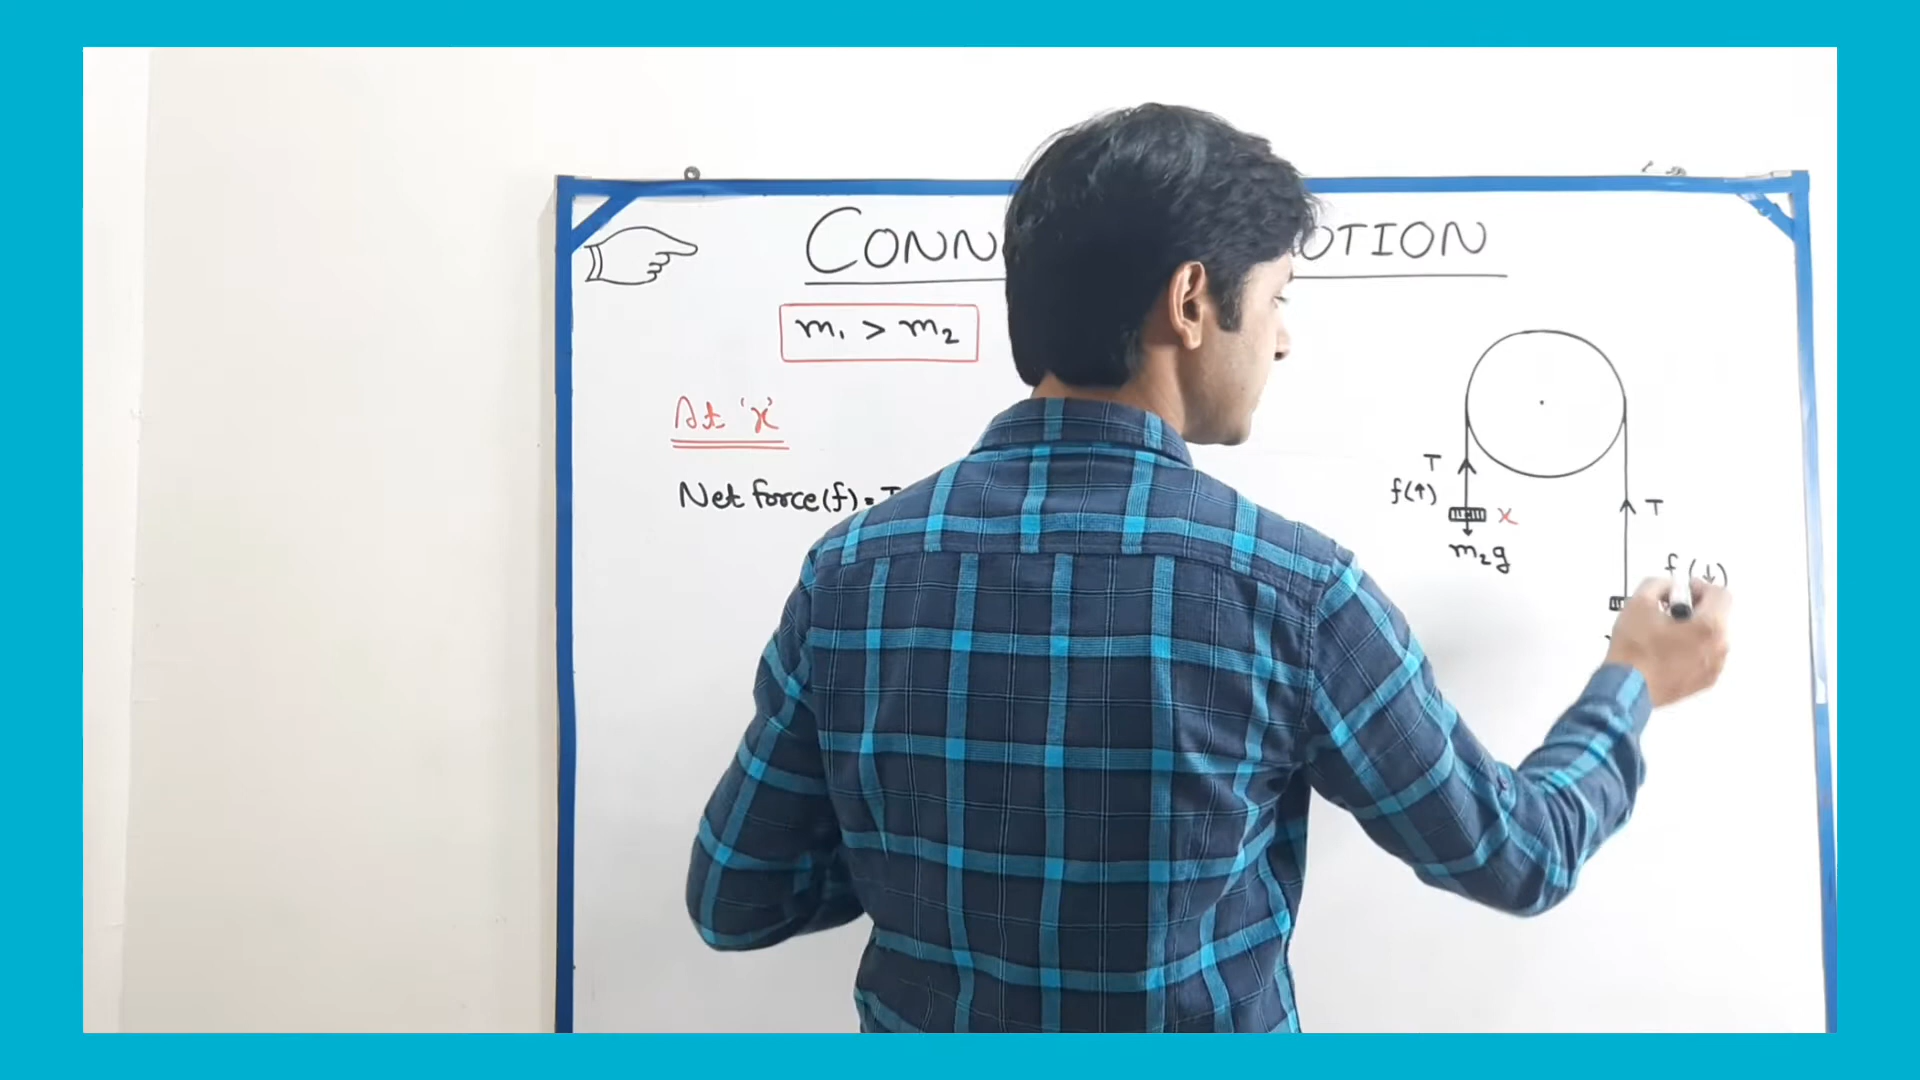 CONN OTION
m₁ > m₂
At 'x'
Net force (f) = T
T
f(↑)
x
m₂g
T
f (↓)